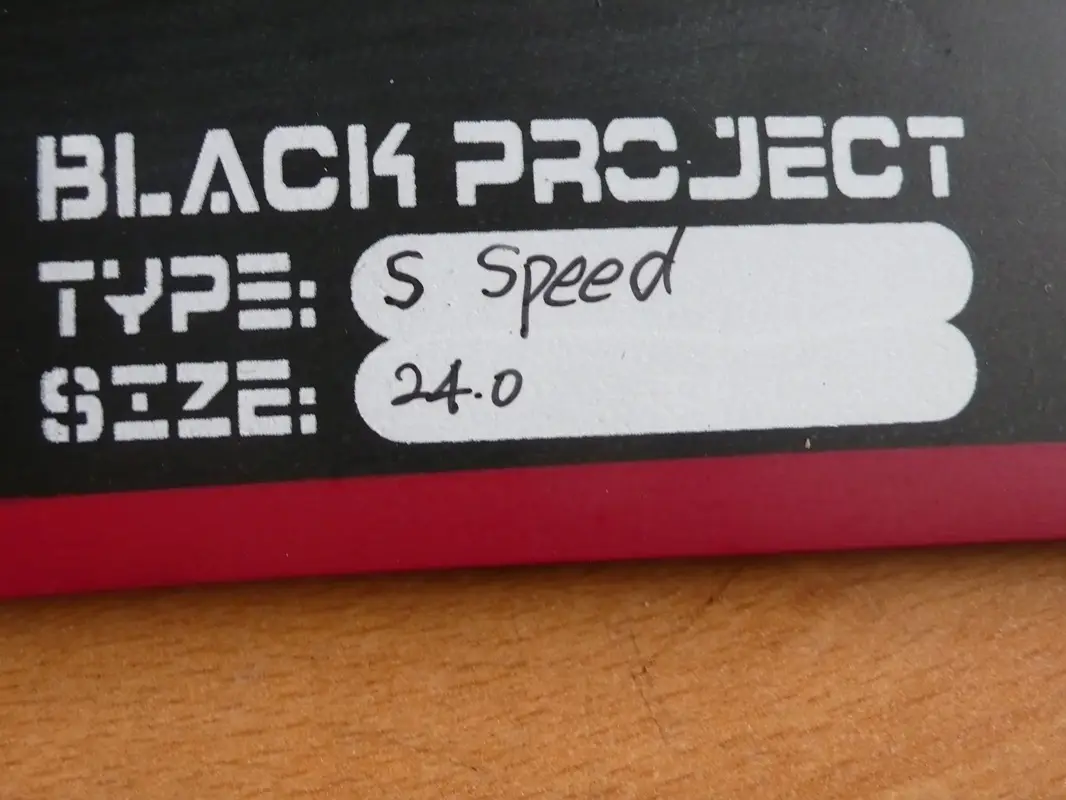 BLACK PROJECT
TYPE: S Speed
SIZE: 24.0